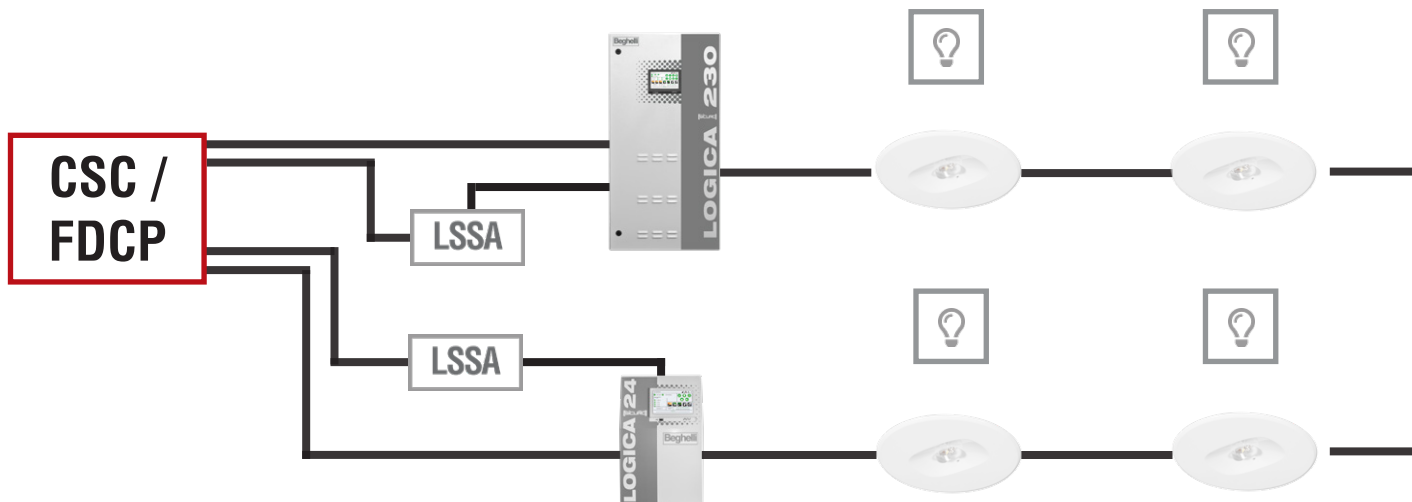 Beghelli
LOGICA 230
CSC /
FDCP
LSSA
LSSA
LOGICA 24
Beghelli